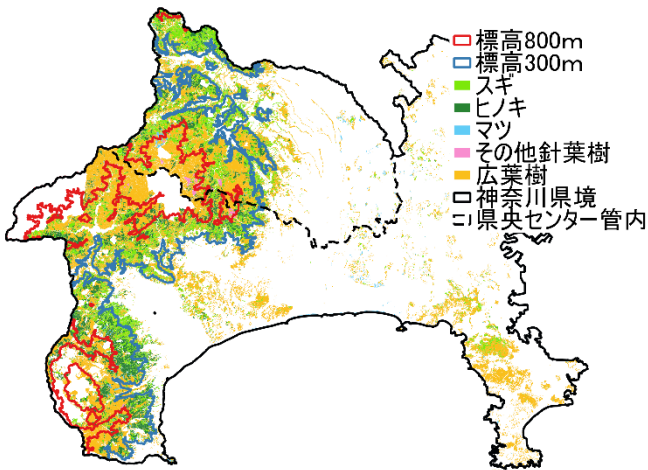 標高800m
標高300m
スギ
ヒノキ
マツ
その他針葉樹
広葉樹
神奈川県境
県央センター管内